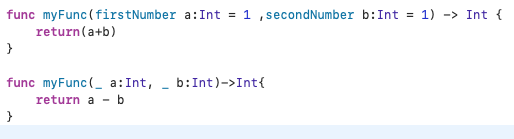 func myFunc(firstNumber a:Int = 1 ,secondNumber b:Int = 1) -> Int {
    return(a+b)
}

func myFunc(_ a:Int, _ b:Int)->Int{
    return a - b
}